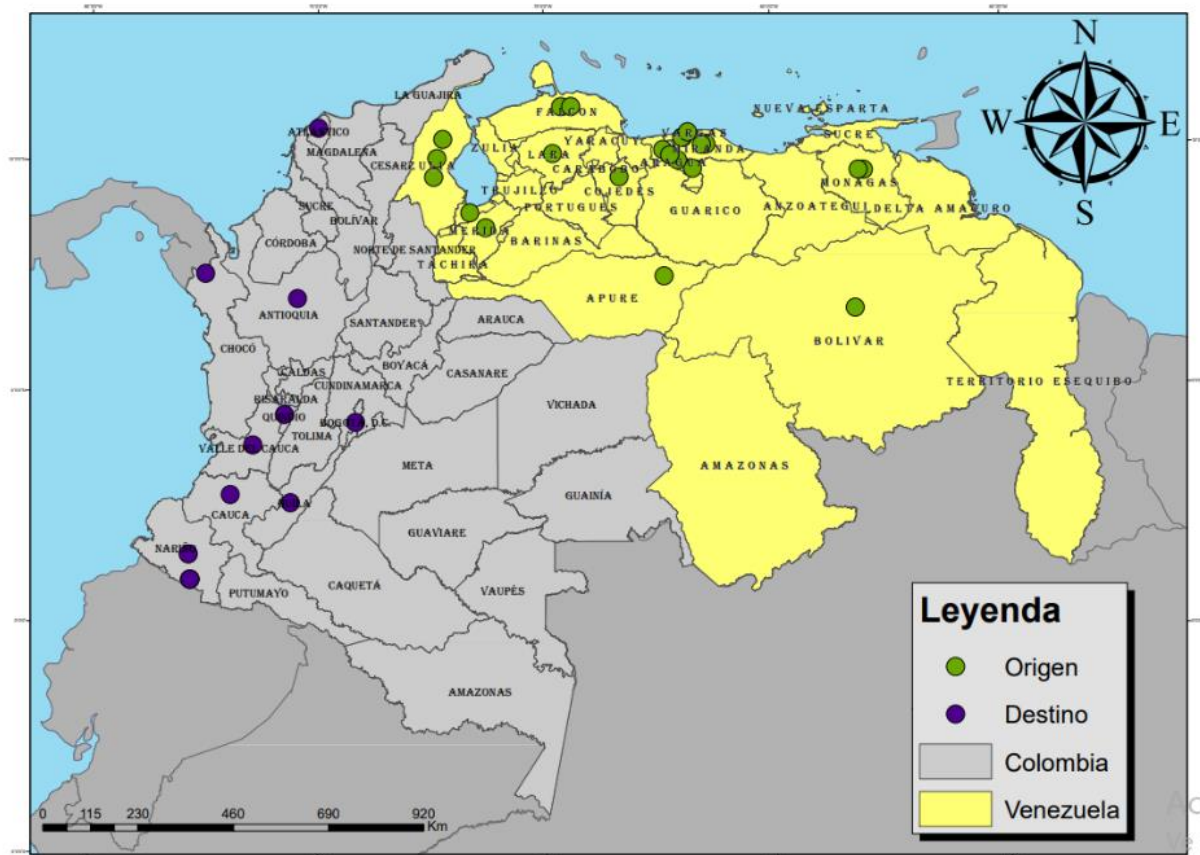 N
W
E
S
LA GUAJIRA
ATLÁNTICO
MAGDALENA
CESAR
ZULIA
ZULIA
FALCON
LARA
YARACUY
CARABOBO
ARAGUA
VARGAS
MIRANDA
NUEVA ESPARTA
SUCRE
MONAGAS
ANZOATEGUI
DELTA AMACURO
TRUJILLO
COJEDES
PORTUGUES
GUARICO
MERIDA
BARINAS
TACHIRA
APURE
BOLIVAR
AMAZONAS
TERRITORIO ESEQUIBO
SUCRE
BOLÍVAR
CÓRDOBA
NORTE DE SANTANDER
ANTIOQUIA
SANTANDER
ARAUCA
CHOCÓ
CALDAS
BOYACÁ
CASANARE
CUNDINAMARCA
RISARALDA
QUINDIO
BOGOTÁ, D.C.
TOLIMA
VICHADA
VALLE DEL CAUCA
META
CAUCA
HUILA
GUAINÍA
GUAVIARE
NARIÑO
PUTUMAYO
CAQUETÁ
VAUPÉS
AMAZONAS
0 115 230 460 690 920
Km
Leyenda
Origen
Destino
Colombia
Venezuela